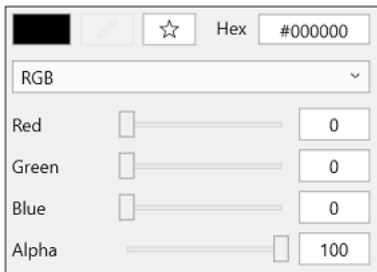 Hex #000000
RGB
Red 0
Green 0
Blue 0
Alpha 100